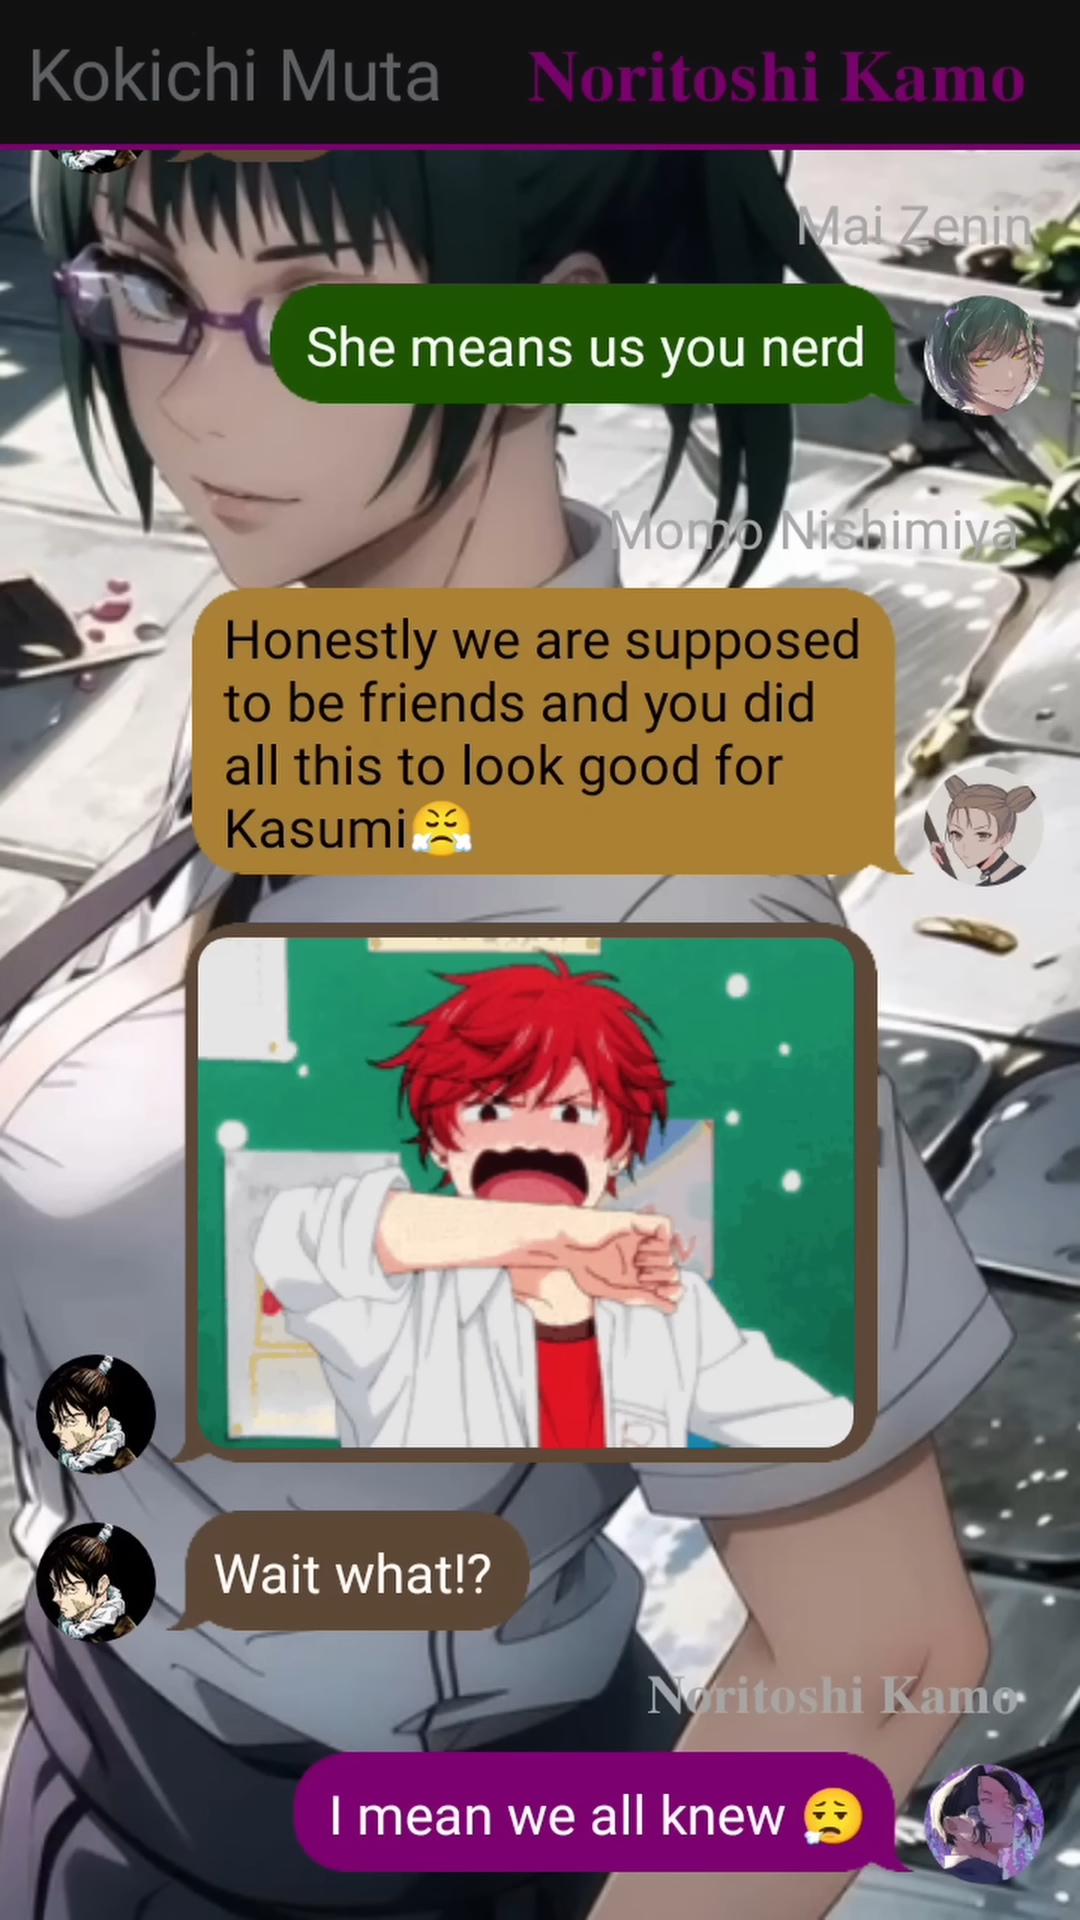 Kokichi Muta Noritoshi Kamo
Mai Zenin
She means us you nerd
Momo Nishimiya
Honestly we are supposed
to be friends and you did
all this to look good for
Kasumi😤
Wait what!?
Noritoshi Kamo
I mean we all knew 😮‍💨